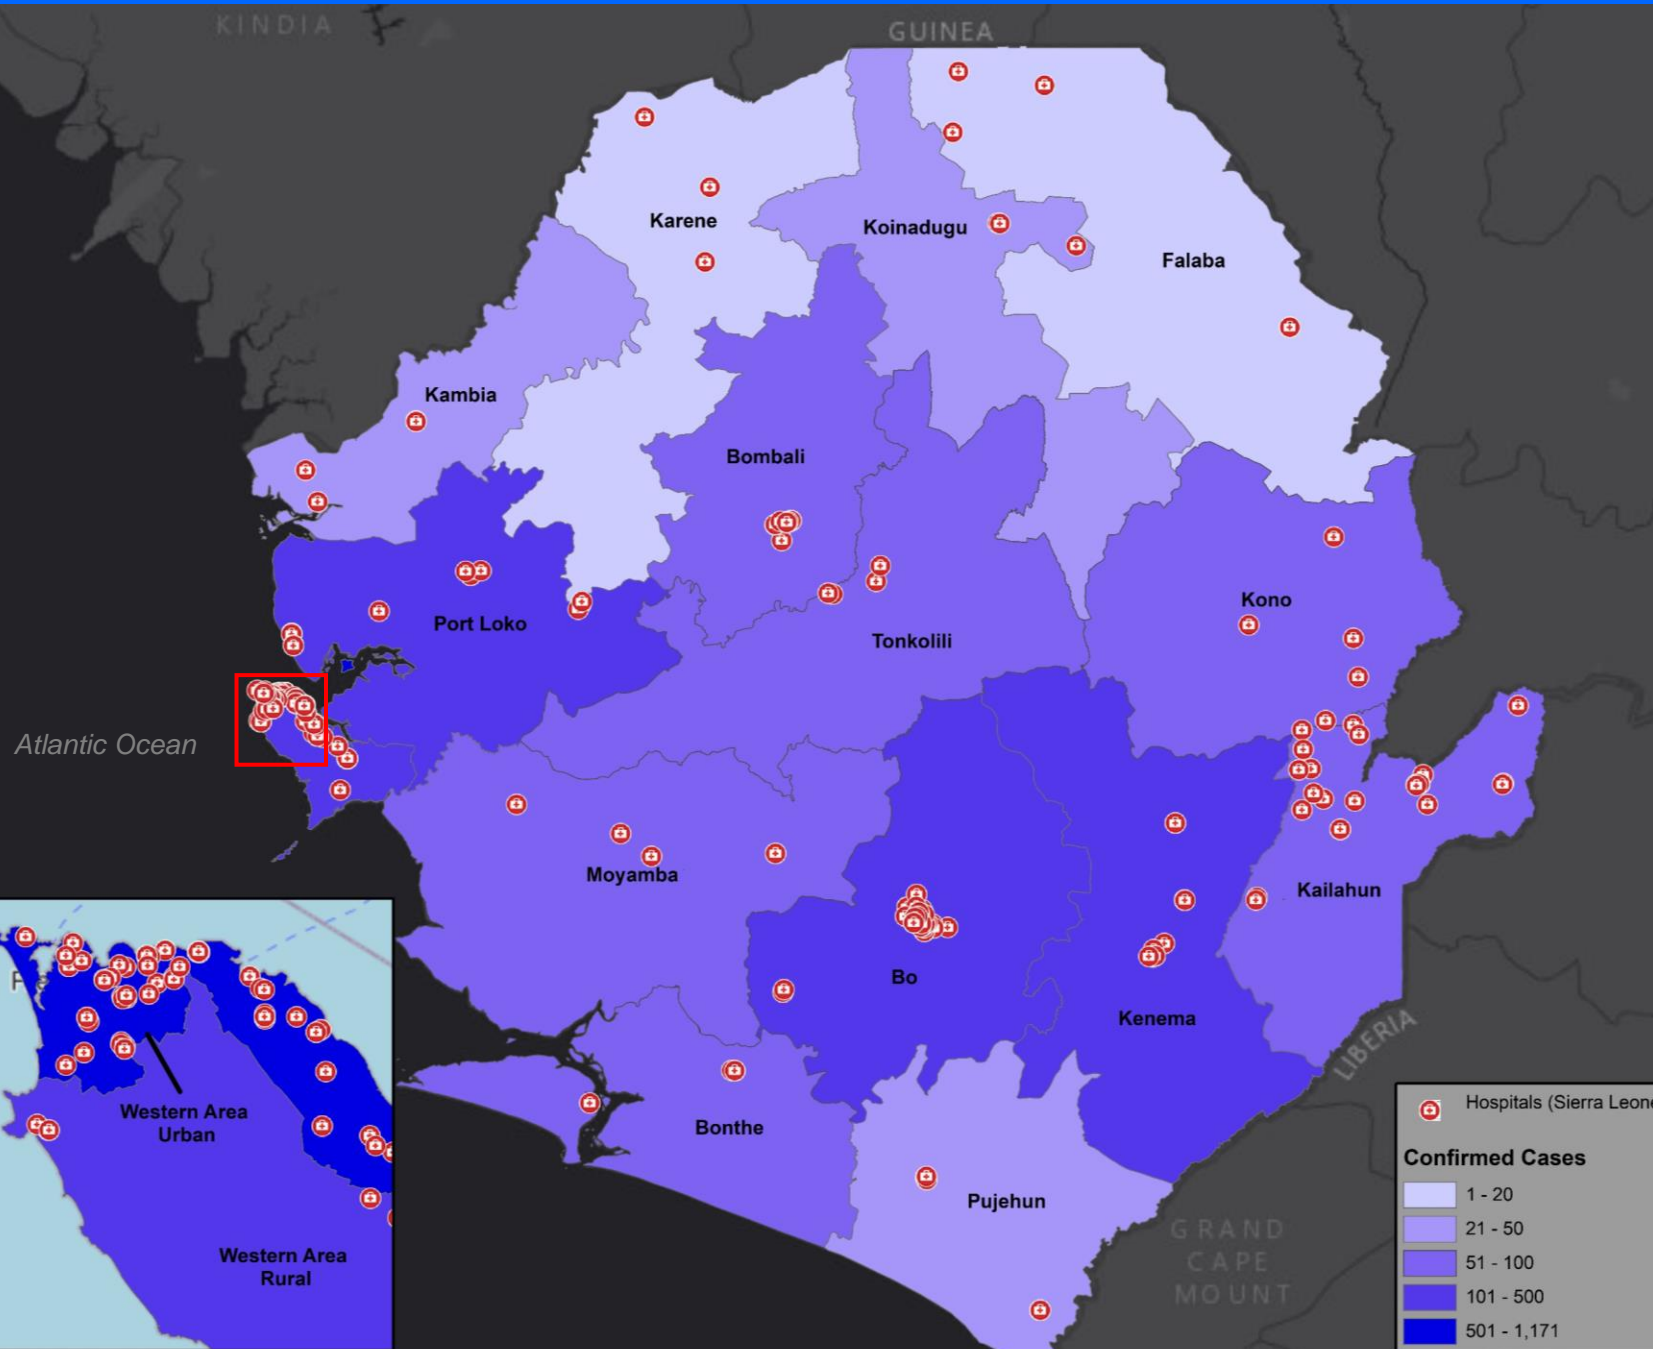 KINDIA
GUINEA
Karene
Koinadugu
Falaba
Kambia
Bombali
Kono
Port Loko
Tonkolili
Atlantic Ocean
Moyamba
Kailahun
Bo
Kenema
LIBERIA
Western Area
Urban
Bonthe
Pujehun
Western Area
Rural
GRAND
CAPE
MOUNT
Hospitals (Sierra Leone
Confirmed Cases
1 - 20
21 - 50
51 - 100
101 - 500
501 - 1,171